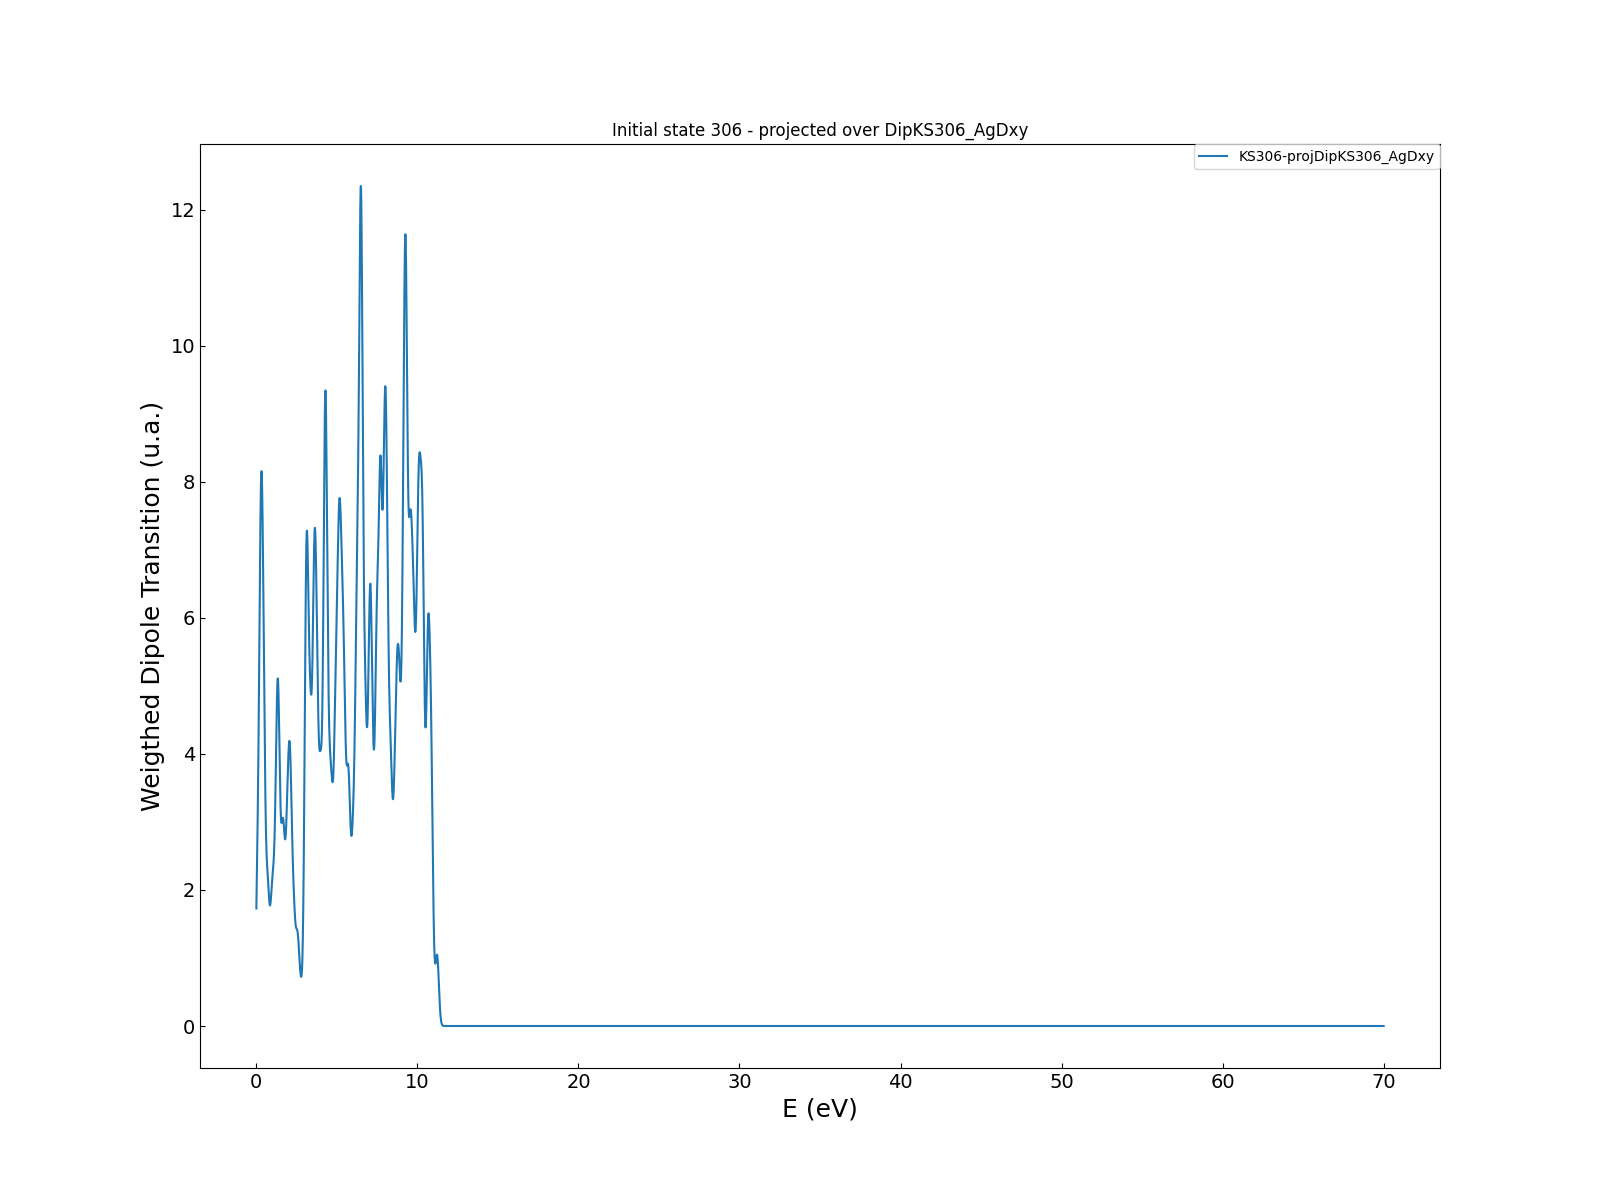 Initial state 306 - projected over DipKS306_AgDxy
KS306-projDipKS306_AgDxy
Weigthed Dipole Transition (u.a.)
12
10
8
6
4
2
0
0 10 20 30 40 50 60 70
E (eV)